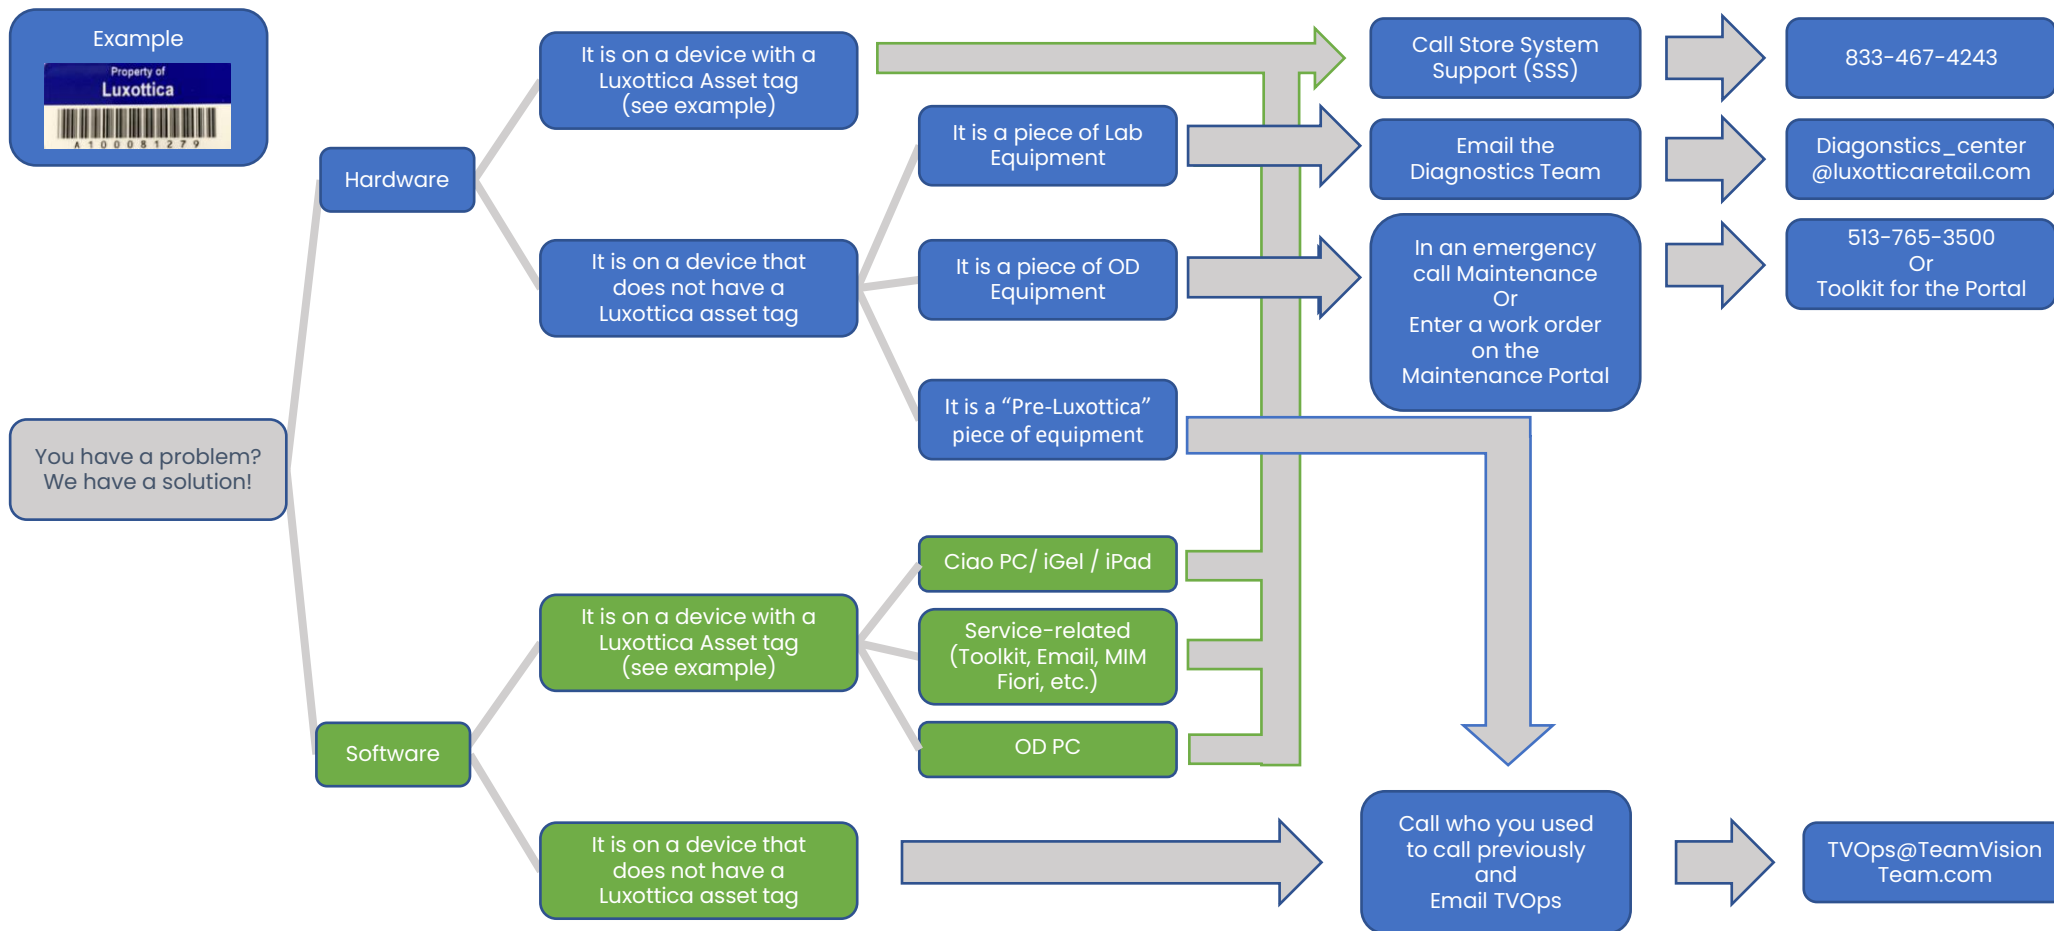 Example
Property of
Luxottica
A100081279
You have a problem?
We have a solution!
Hardware
It is on a device with a
Luxottica Asset tag
(see example)
It is on a device that
does not have a
Luxottica asset tag
It is a piece of Lab
Equipment
It is a piece of OD
Equipment
It is a “Pre-Luxottica”
piece of equipment
Call Store System
Support (SSS)
833-467-4243
Email the
Diagnostics Team
Diagonstics_center
@luxotticaretail.com
In an emergency
call Maintenance
Or
Enter a work order
on the
Maintenance Portal
513-765-3500
Or
Toolkit for the Portal
Software
It is on a device with a
Luxottica Asset tag
(see example)
Ciao PC/ iGel / iPad
Service-related
(Toolkit, Email, MIM
Fiori, etc.)
OD PC
It is on a device that
does not have a
Luxottica asset tag
Call who you used
to call previously
and
Email TVOps
TVOps@TeamVision
Team.com